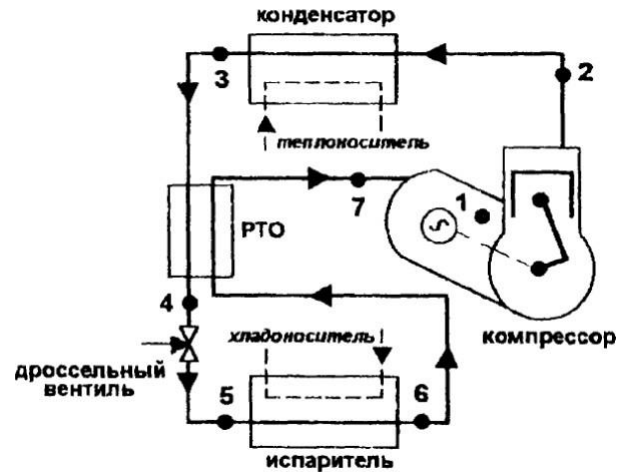 конденсатор
3
2
теплоноситель
7
1
РТО
4
хладоноситель
компрессор
дроссельный
вентиль
5
6
испаритель